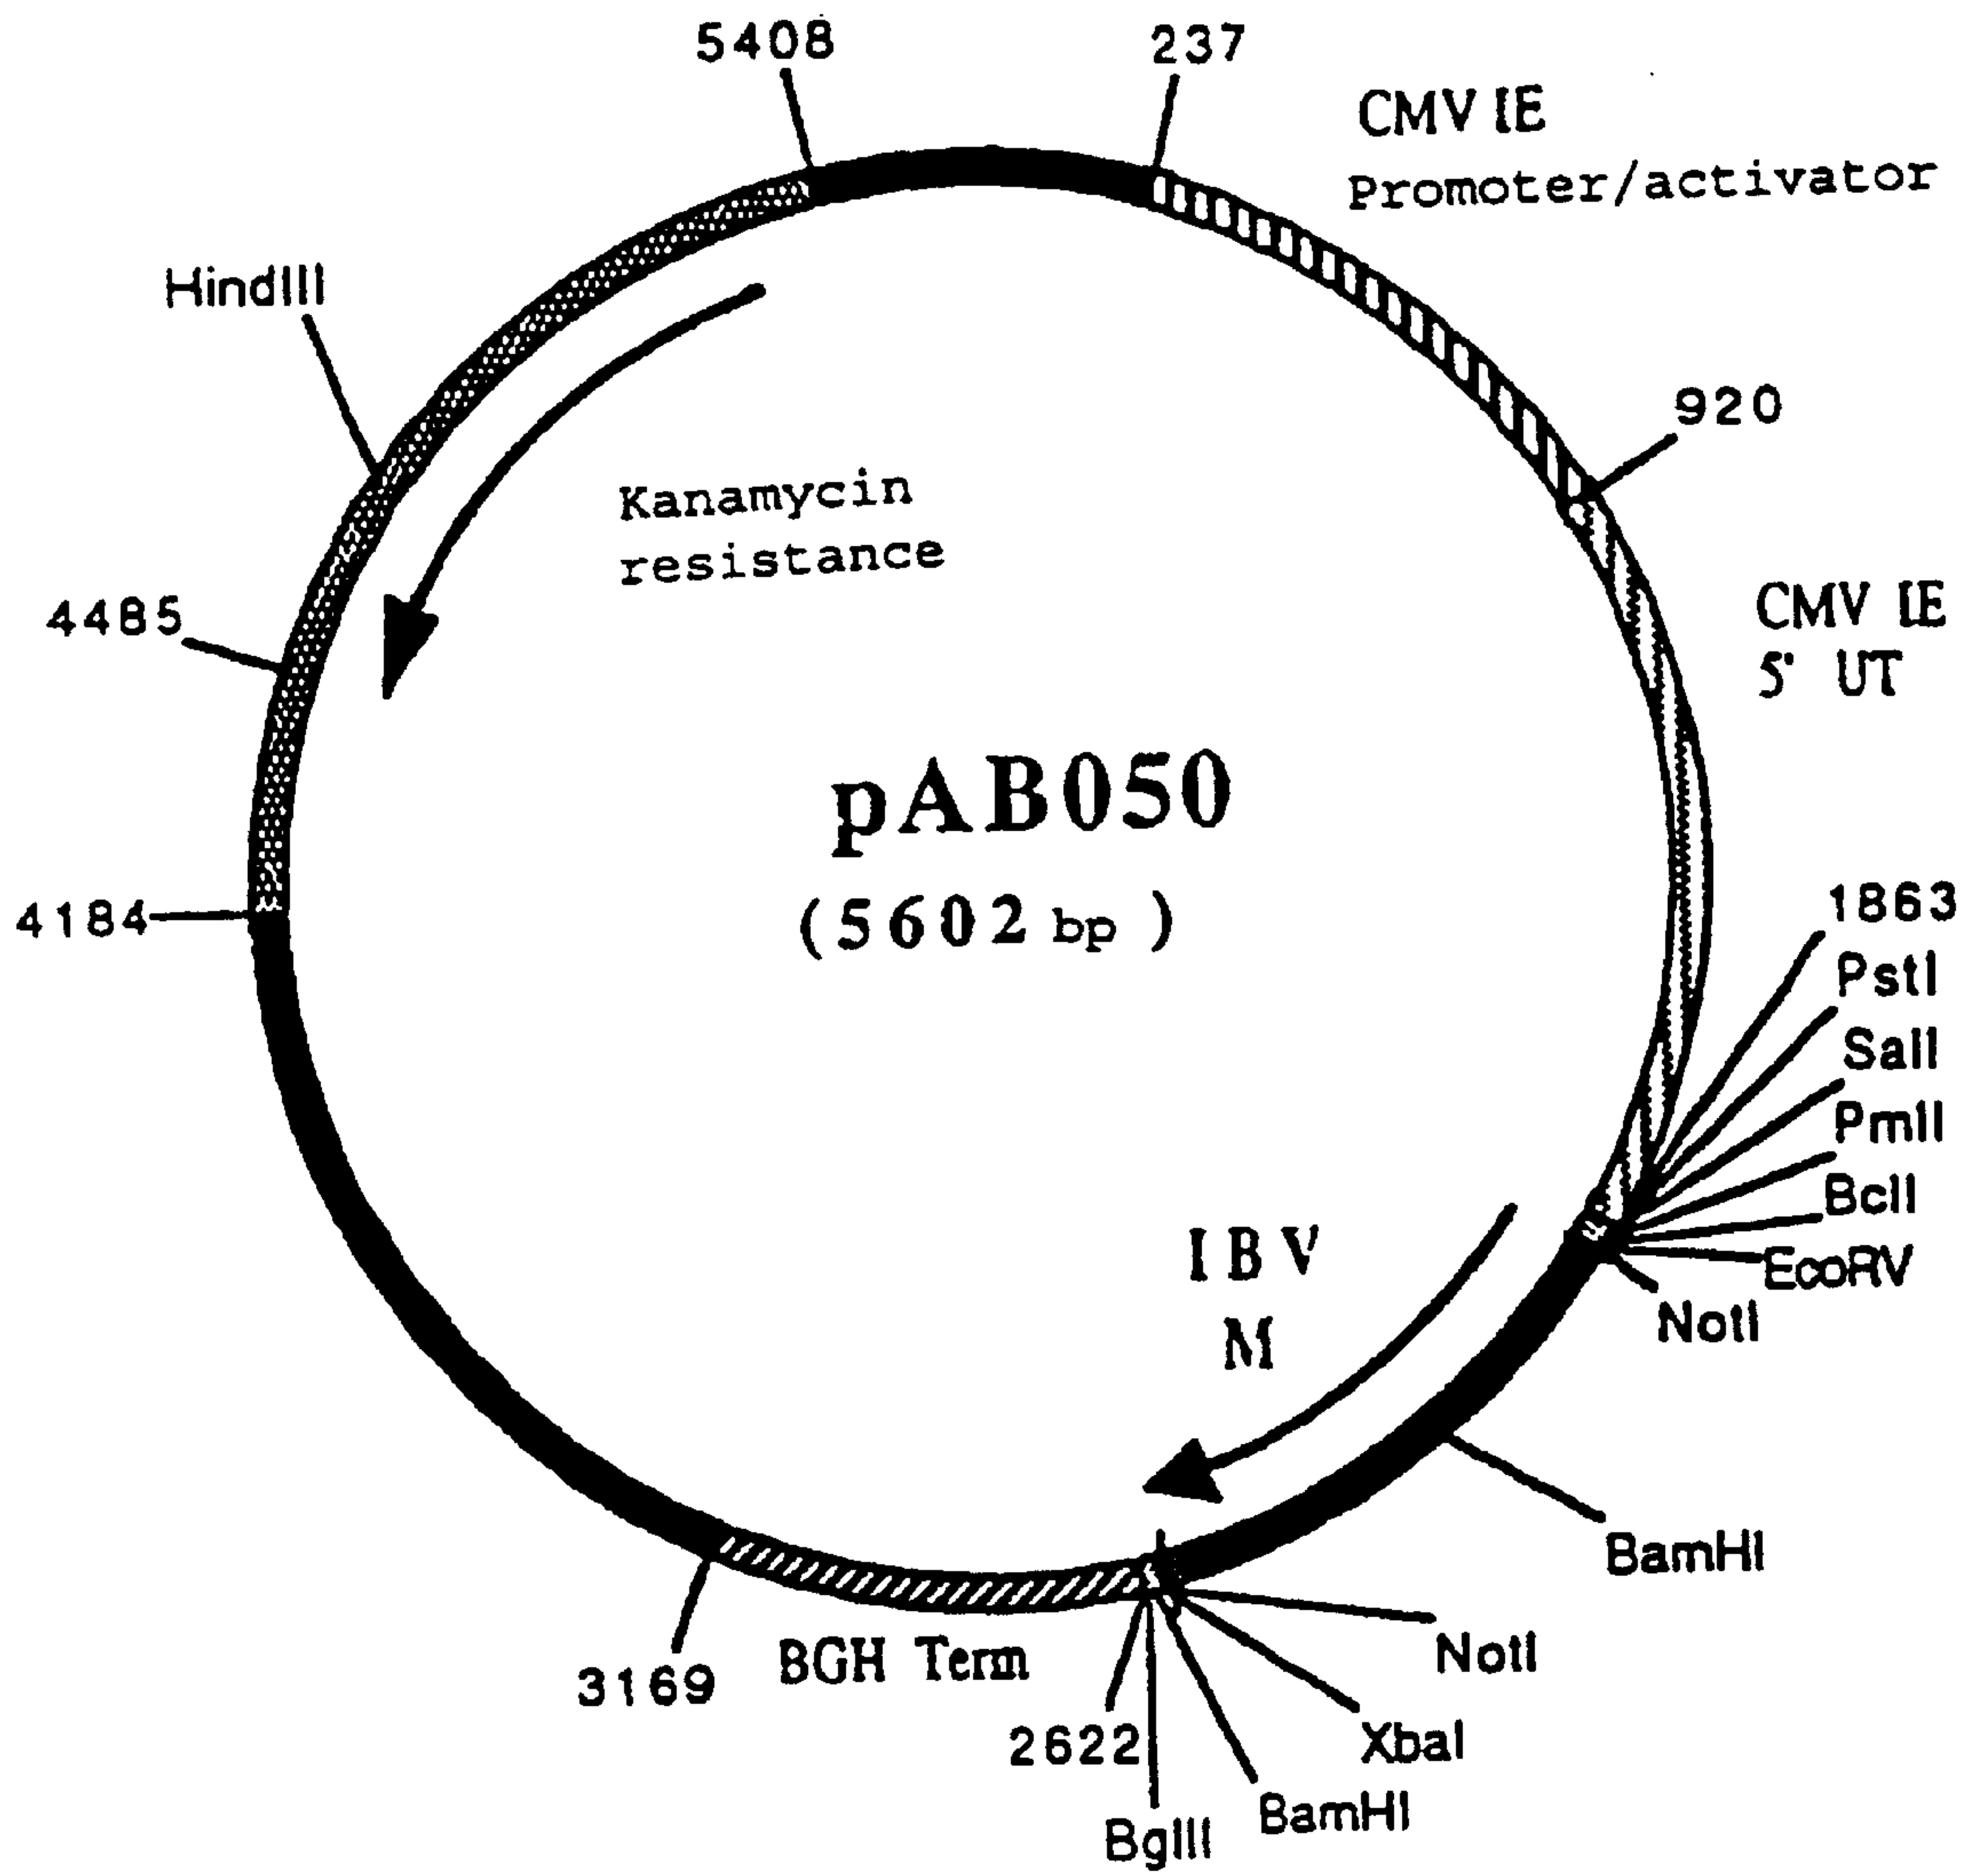 5408
237
CMV IE
promoter/activator
HindIII
920
Kanamycin
resistance
4485
CMV IE
5' UT
pAB050
(5602 bp)
4184
1863
PstI
SalI
PmlI
BclI
EcoRV
NotI
IBV
M
BamHI
NotI
BGH Term
3169
2622
XbaI
BamHI
BglII